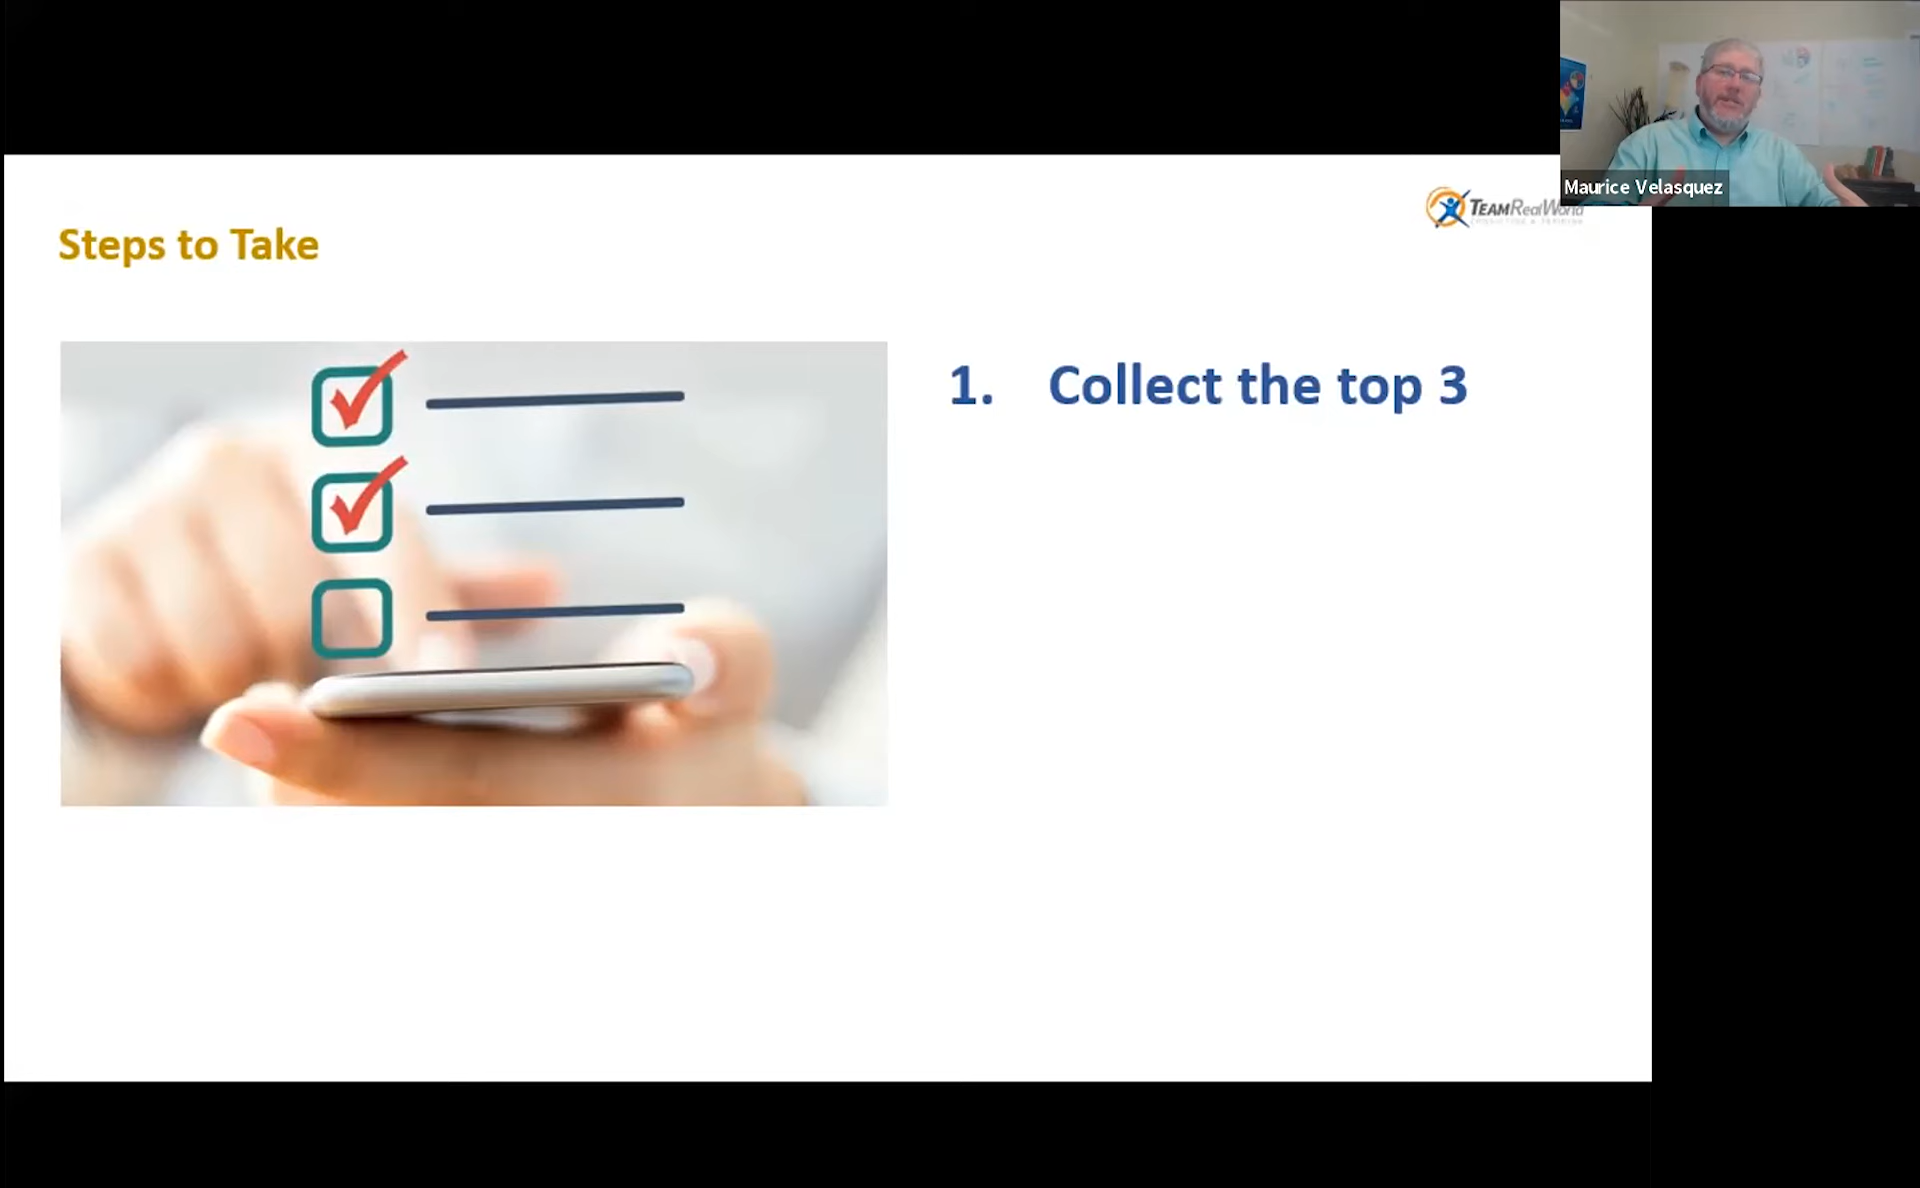 Maurice Velasquez
TEAMRealWorld
Steps to Take
1. Collect the top 3